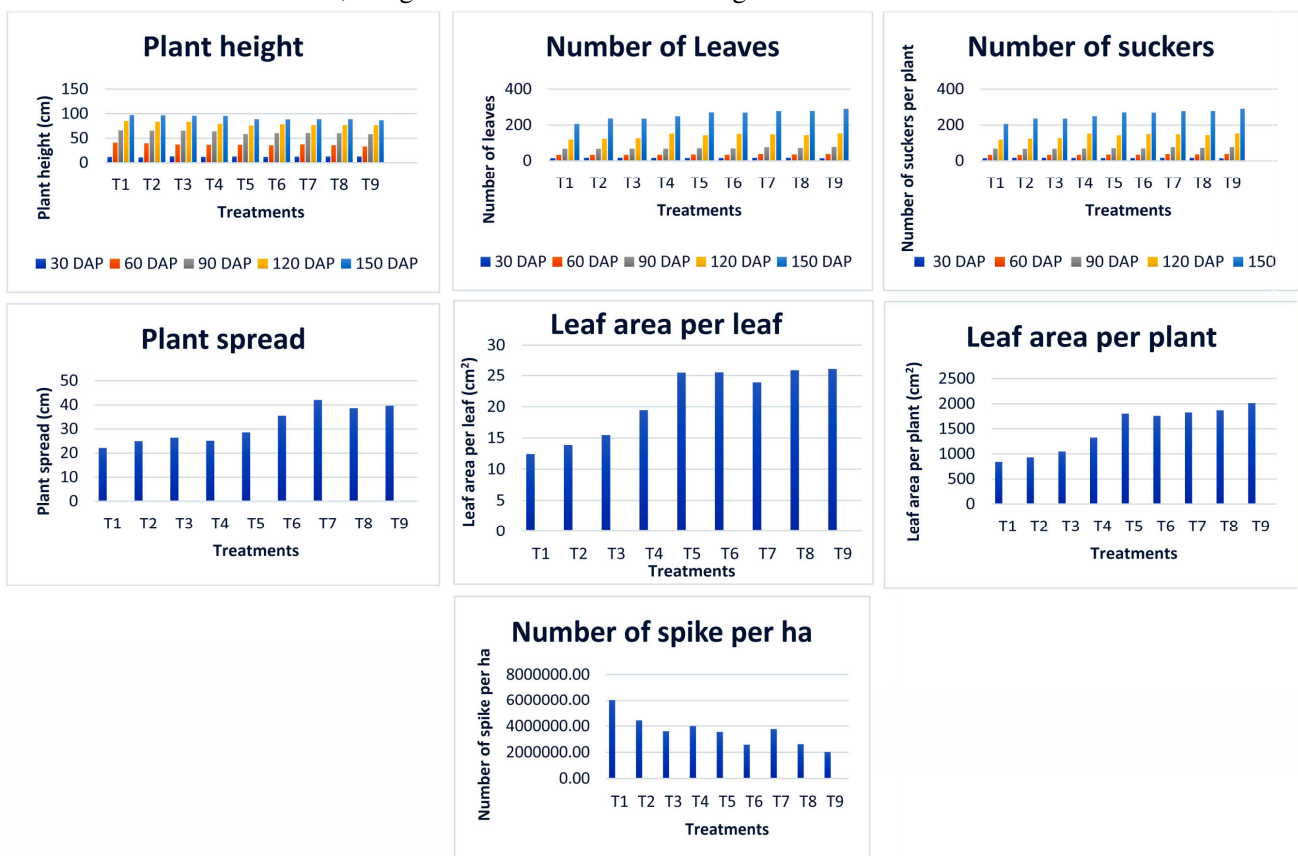 Plant height
Plant height (cm)
150
100
50
0
T1 T2 T3 T4 T5 T6 T7 T8 T9
Treatments
30 DAP 60 DAP 90 DAP 120 DAP 150 DAP
Number of Leaves
Number of leaves
400
200
0
T1 T2 T3 T4 T5 T6 T7 T8 T9
Treatments
30 DAP 60 DAP 90 DAP 120 DAP 150 DAP
Number of suckers
Number of suckers per plant
400
200
0
T1 T2 T3 T4 T5 T6 T7 T8 T9
Treatments
30 DAP 60 DAP 90 DAP 120 DAP 150
Plant spread
Plant spread (cm)
50
40
30
20
10
0
T1 T2 T3 T4 T5 T6 T7 T8 T9
Treatments
Leaf area per leaf
Leaf area per leaf (cm²)
30
25
20
15
10
5
0
T1 T2 T3 T4 T5 T6 T7 T8 T9
Treatments
Leaf area per plant
Leaf area per plant (cm²)
2500
2000
1500
1000
500
0
T1 T2 T3 T4 T5 T6 T7 T8 T9
Treatments
Number of spike per ha
Number of spike per ha
8000000.00
6000000.00
4000000.00
2000000.00
0.00
T1 T2 T3 T4 T5 T6 T7 T8 T9
Treatments